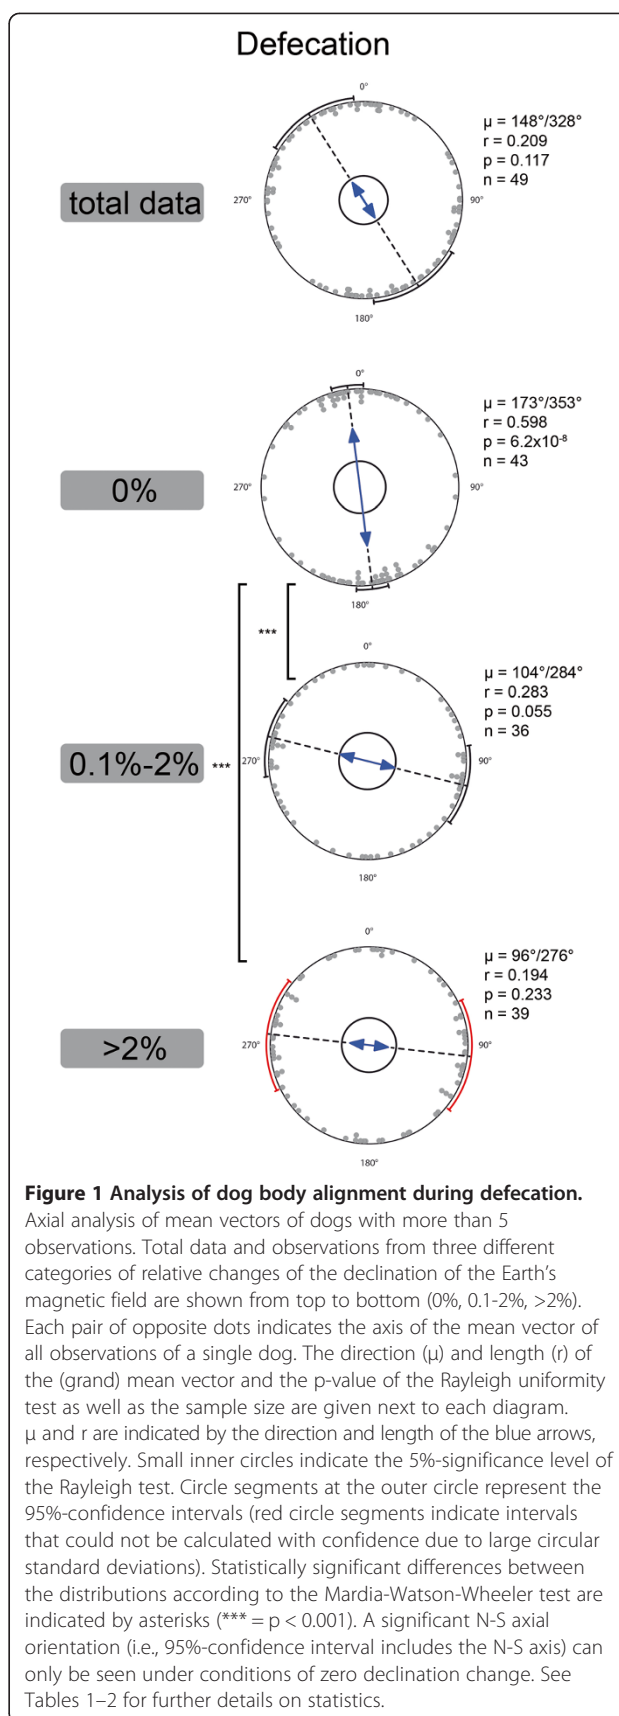 Defecation
0°
μ = 148°/328°
r = 0.209
p = 0.117
n = 49
total data
270°
90°
180°
0°
μ = 173°/353°
r = 0.598
p = 6.2x10-8
n = 43
0%
270°
90°
180°
***
0°
μ = 104°/284°
r = 0.283
p = 0.055
n = 36
0.1%-2%
***
270°
90°
180°
0°
μ = 96°/276°
r = 0.194
p = 0.233
n = 39
>2%
270°
90°
180°
Figure 1 Analysis of dog body alignment during defecation.
Axial analysis of mean vectors of dogs with more than 5
observations. Total data and observations from three different
categories of relative changes of the declination of the Earth's
magnetic field are shown from top to bottom (0%, 0.1-2%, >2%).
Each pair of opposite dots indicates the axis of the mean vector of
all observations of a single dog. The direction (μ) and length (r) of
the (grand) mean vector and the p-value of the Rayleigh uniformity
test as well as the sample size are given next to each diagram.
μ and r are indicated by the direction and length of the blue arrows,
respectively. Small inner circles indicate the 5%-significance level of
the Rayleigh test. Circle segments at the outer circle represent the
95%-confidence intervals (red circle segments indicate intervals
that could not be calculated with confidence due to large circular
standard deviations). Statistically significant differences between
the distributions according to the Mardia-Watson-Wheeler test are
indicated by asterisks (*** = p < 0.001). A significant N-S axial
orientation (i.e., 95%-confidence interval includes the N-S axis) can
only be seen under conditions of zero declination change. See
Tables 1–2 for further details on statistics.